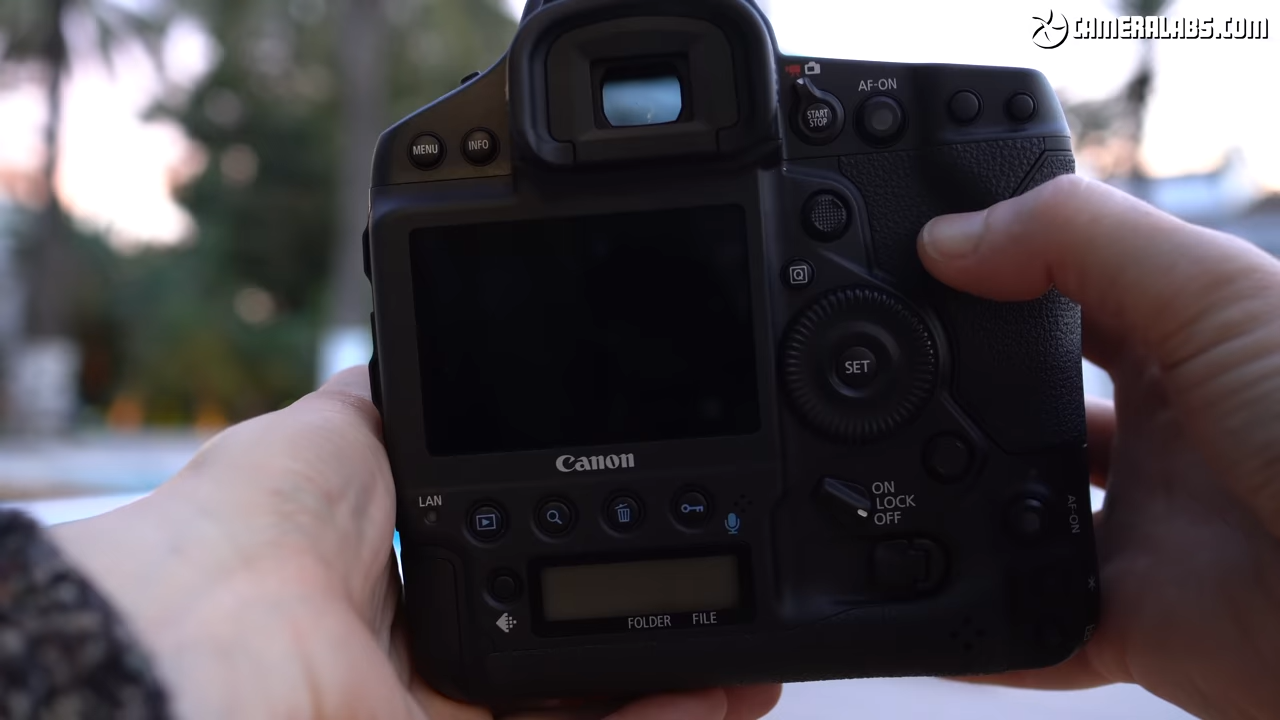 CAMERALABS.COM
AF-ON
START
STOP
MENU
INFO
Q
SET
Canon
LAN
ON
LOCK
OFF
AF-ON
FOLDER FILE